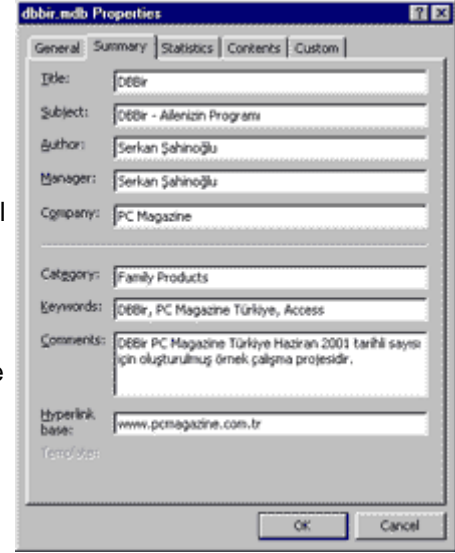 dbbir.mdb Properties
General Summary Statistics Contents Custom
Title: DBBir
Subject: DBBir - Ailenizin Programı
Author: Serkan Şahinoğlu
Manager: Serkan Şahinoğlu
Company: PC Magazine
Category: Family Products
Keywords: DBBir, PC Magazine Türkiye, Access
Comments: DBBir PC Magazine Türkiye Haziran 2001 tarihli sayısı
için oluşturulmuş örnek çalışma projesidir.
Hyperlink
base: www.pcmagazine.com.tr
Template:
OK Cancel